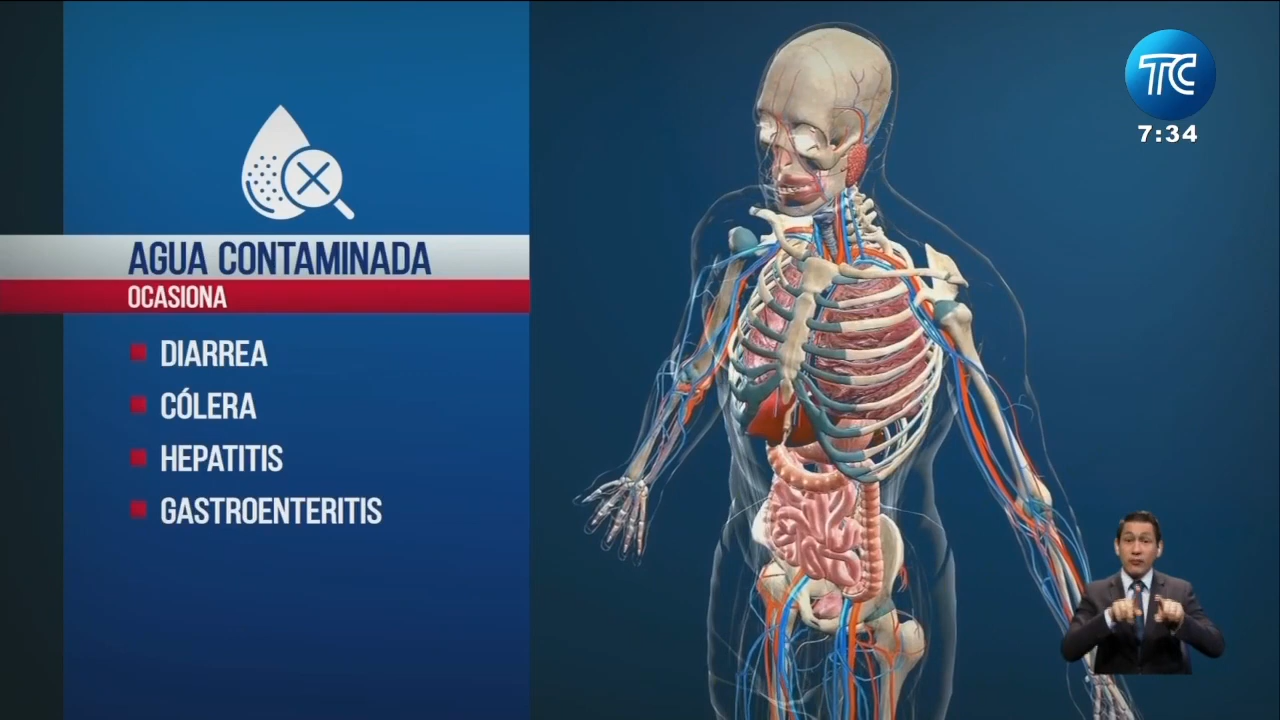 AGUA CONTAMINADA
OCASIONA
DIARREA
CÓLERA
HEPATITIS
GASTROENTERITIS
TC
7:34